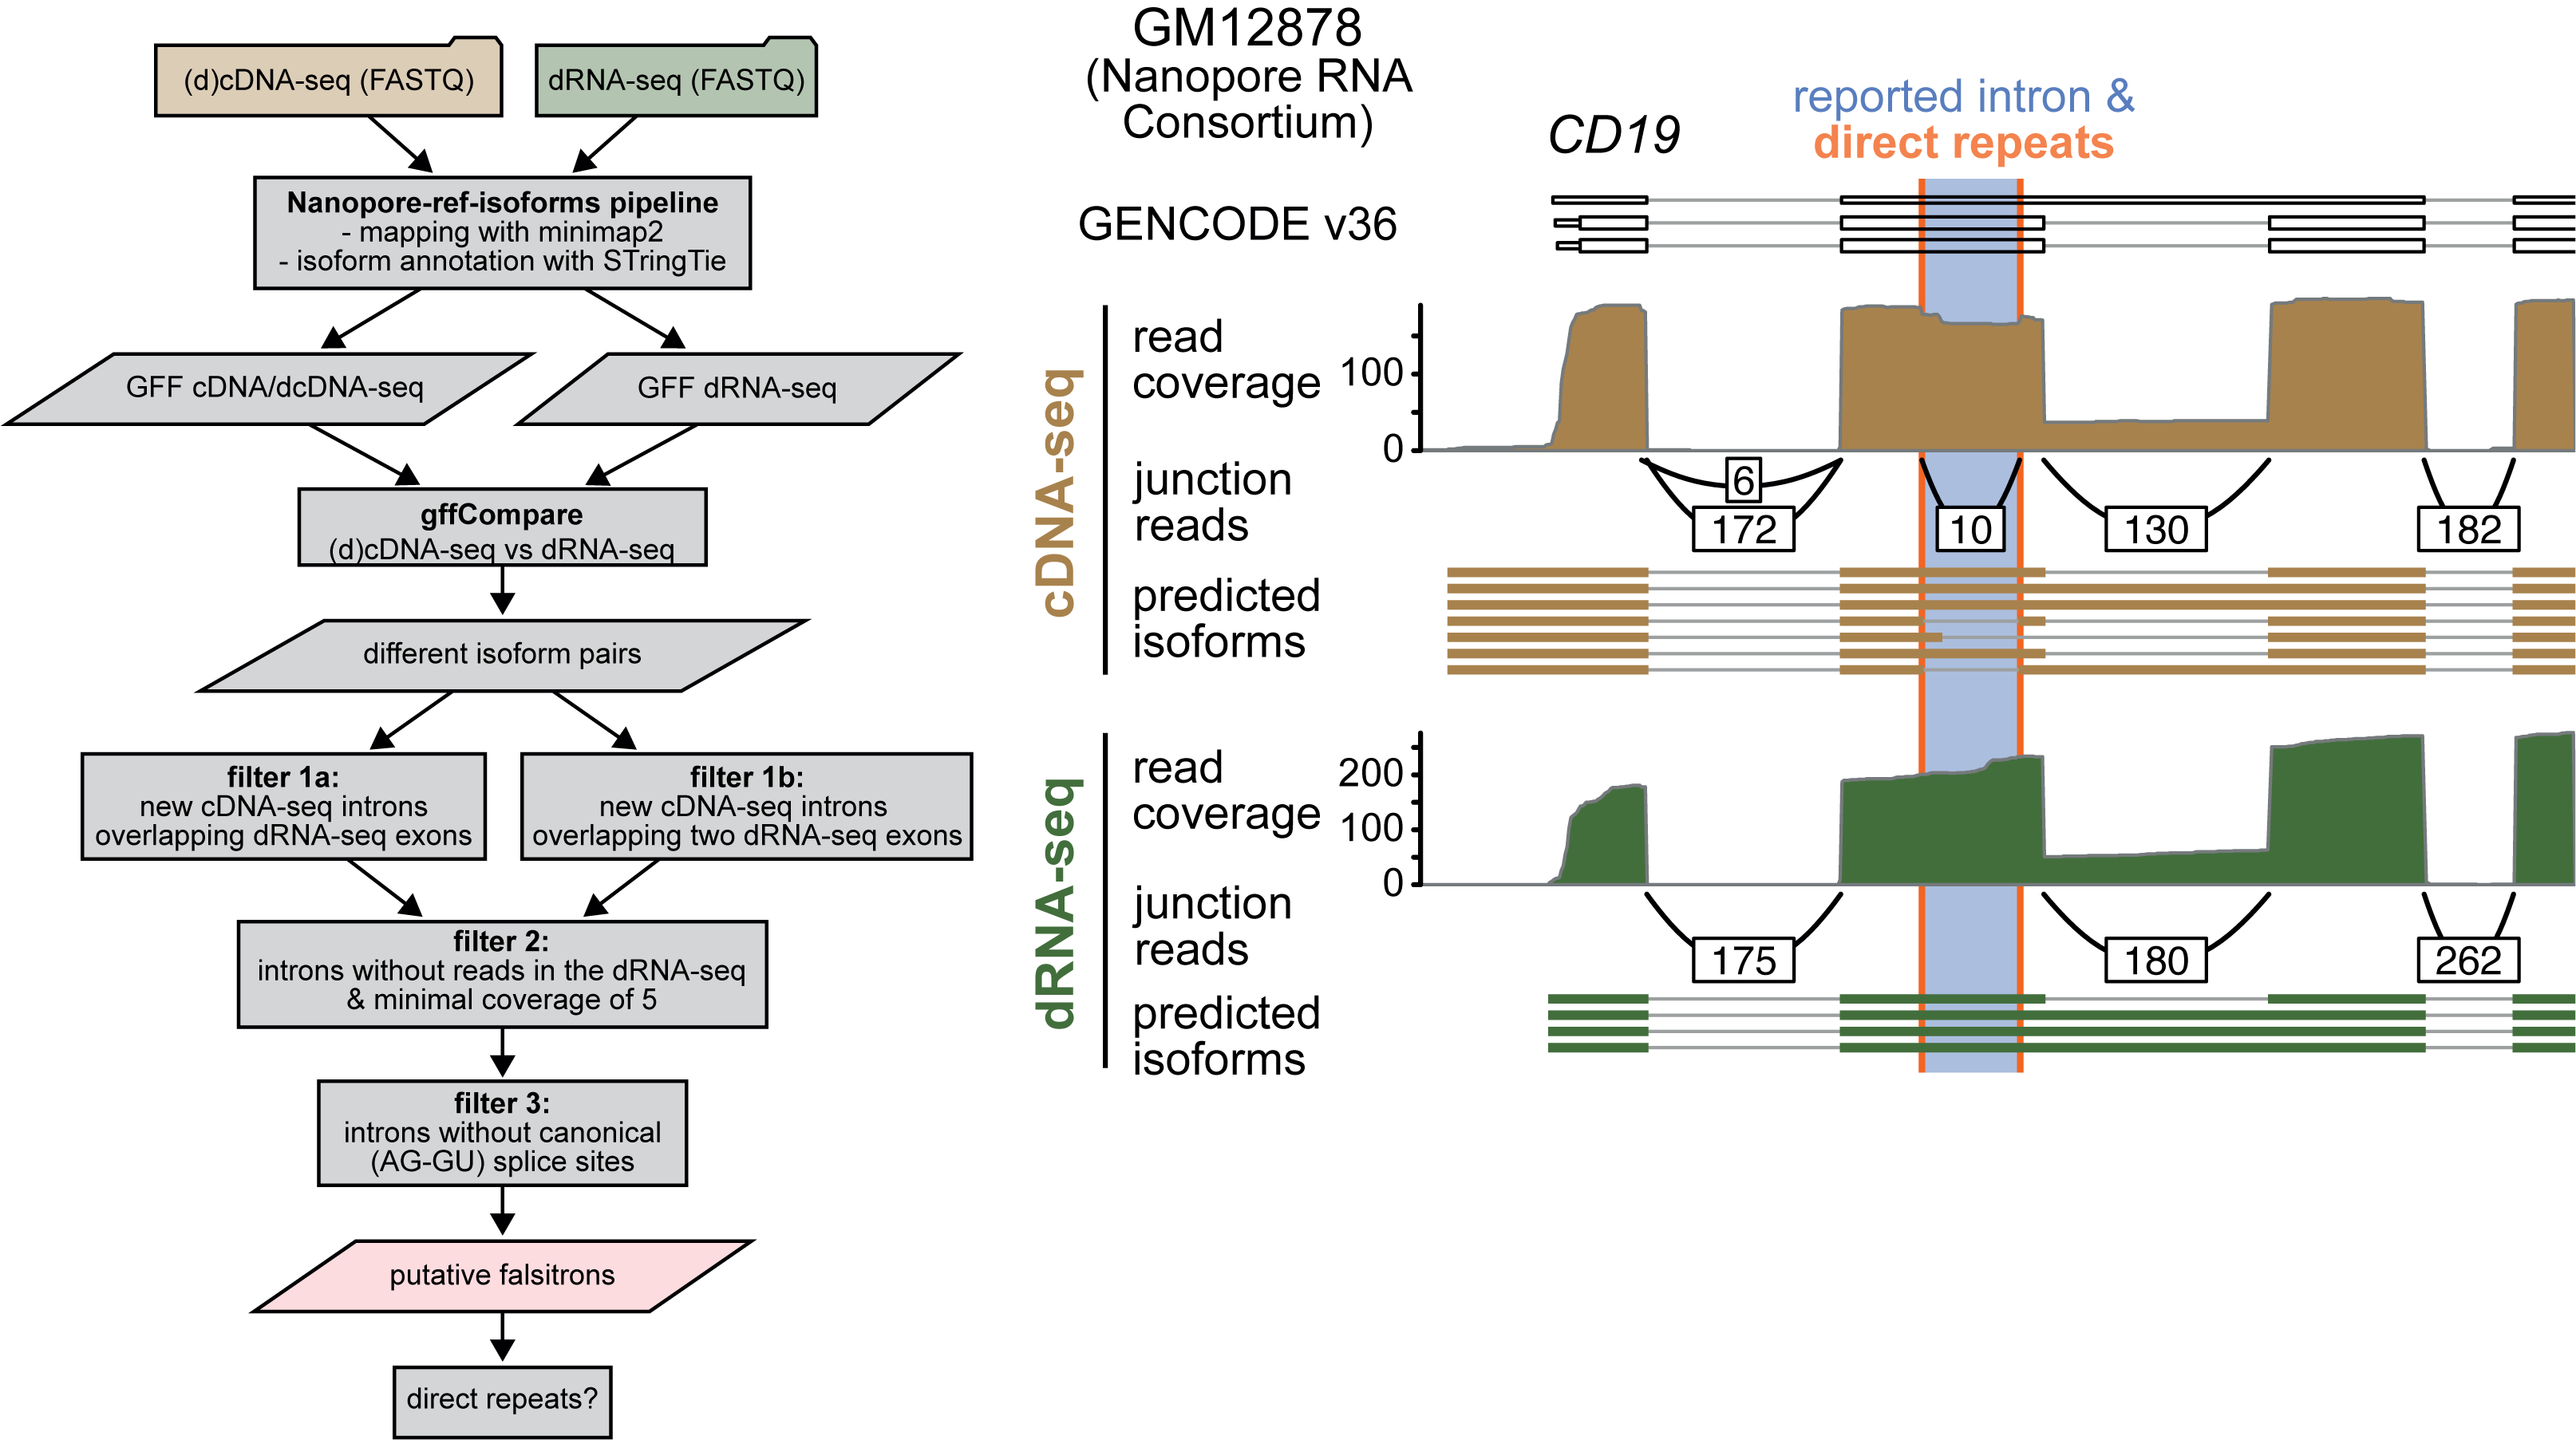 (d)cDNA-seq (FASTQ)
dRNA-seq (FASTQ)
Nanopore-ref-isoforms pipeline
- mapping with minimap2
- isoform annotation with STringTie
GFF cDNA/dcDNA-seq
GFF dRNA-seq
gffCompare
(d)cDNA-seq vs dRNA-seq
different isoform pairs
filter 1a:
new cDNA-seq introns
overlapping dRNA-seq exons
filter 1b:
new cDNA-seq introns
overlapping two dRNA-seq exons
filter 2:
introns without reads in the dRNA-seq
& minimal coverage of 5
filter 3:
introns without canonical
(AG-GU) splice sites
putative falsitrons
direct repeats?
GM12878
(Nanopore RNA
Consortium)
CD19
reported intron &
direct repeats
GENCODE v36
cDNA-seq
read
coverage
100
0
junction
reads
6
172
10
130
182
predicted
isoforms
dRNA-seq
read
coverage
200
100
0
junction
reads
175
180
262
predicted
isoforms